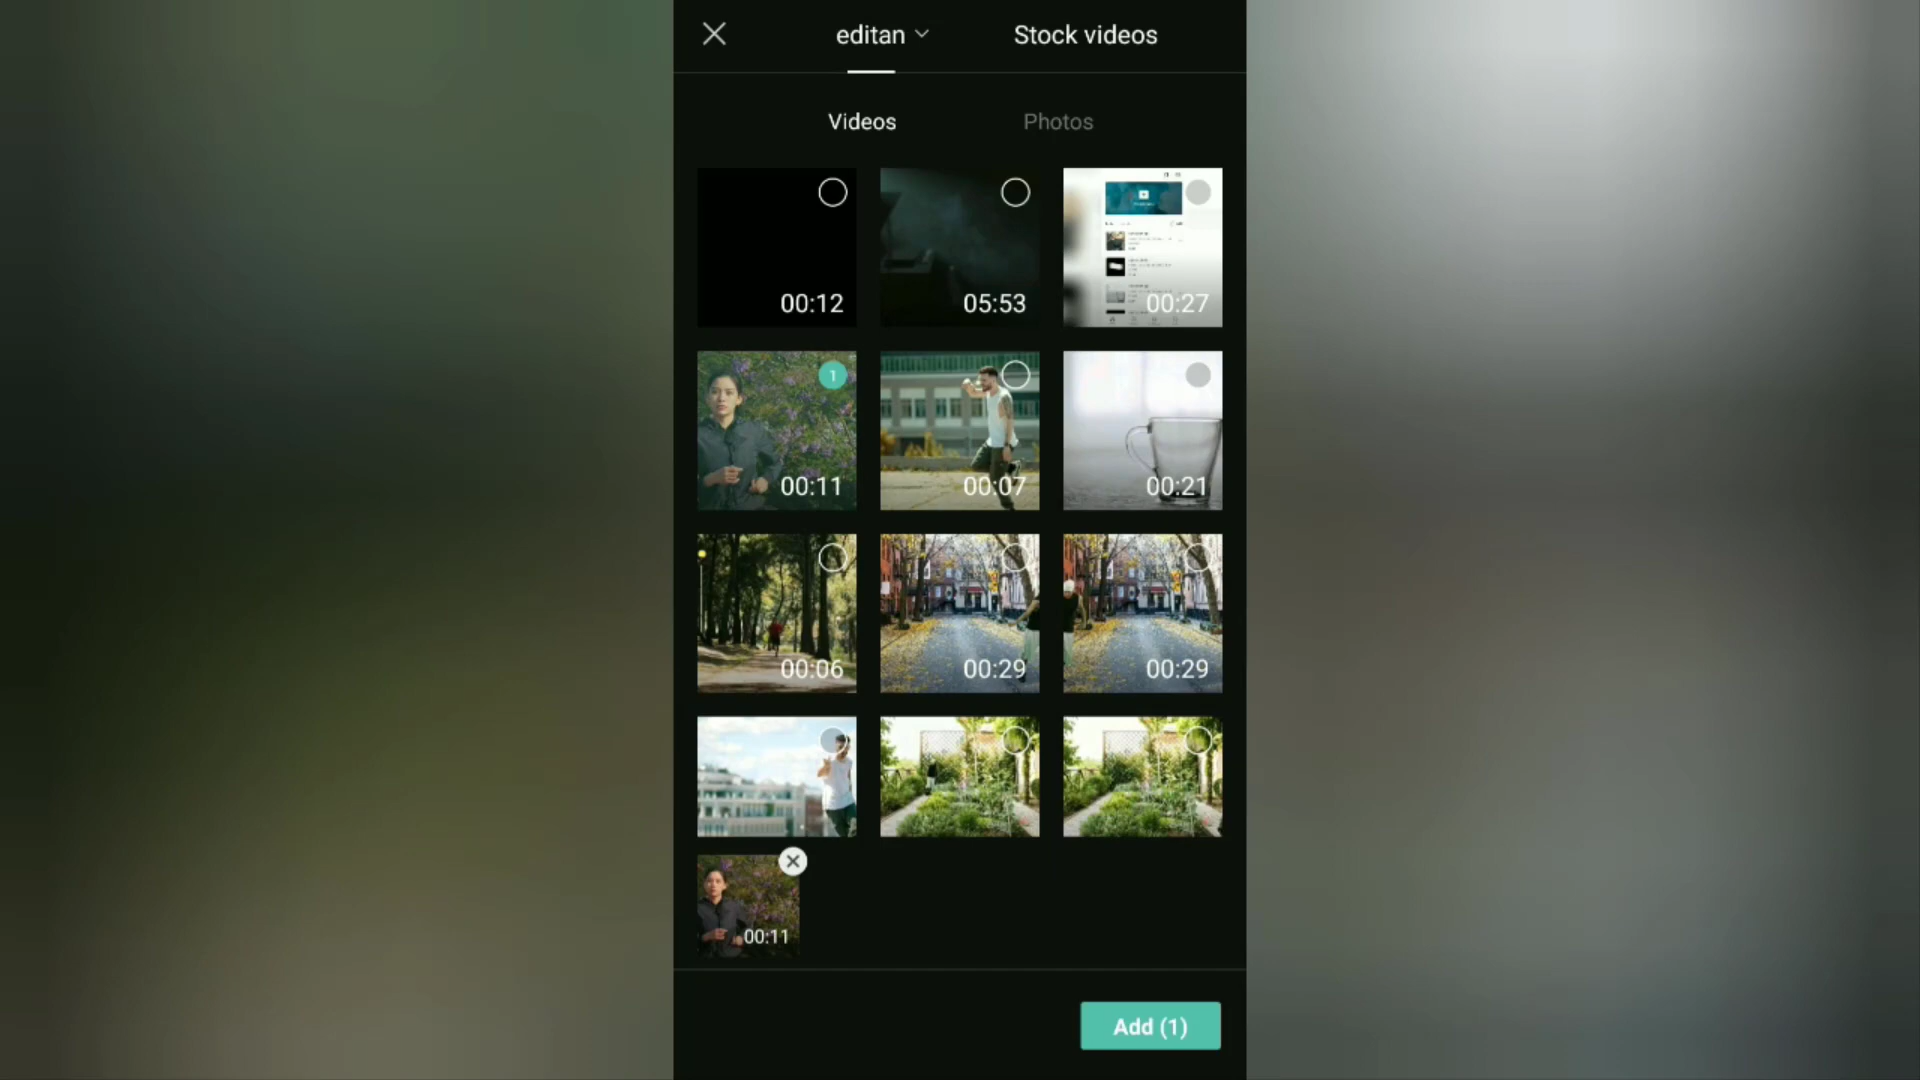 editan
Stock videos
Videos
Photos
00:12
05:53
00:27
1
00:11
00:07
00:21
00:06
00:29
00:29
00:11
Add (1)